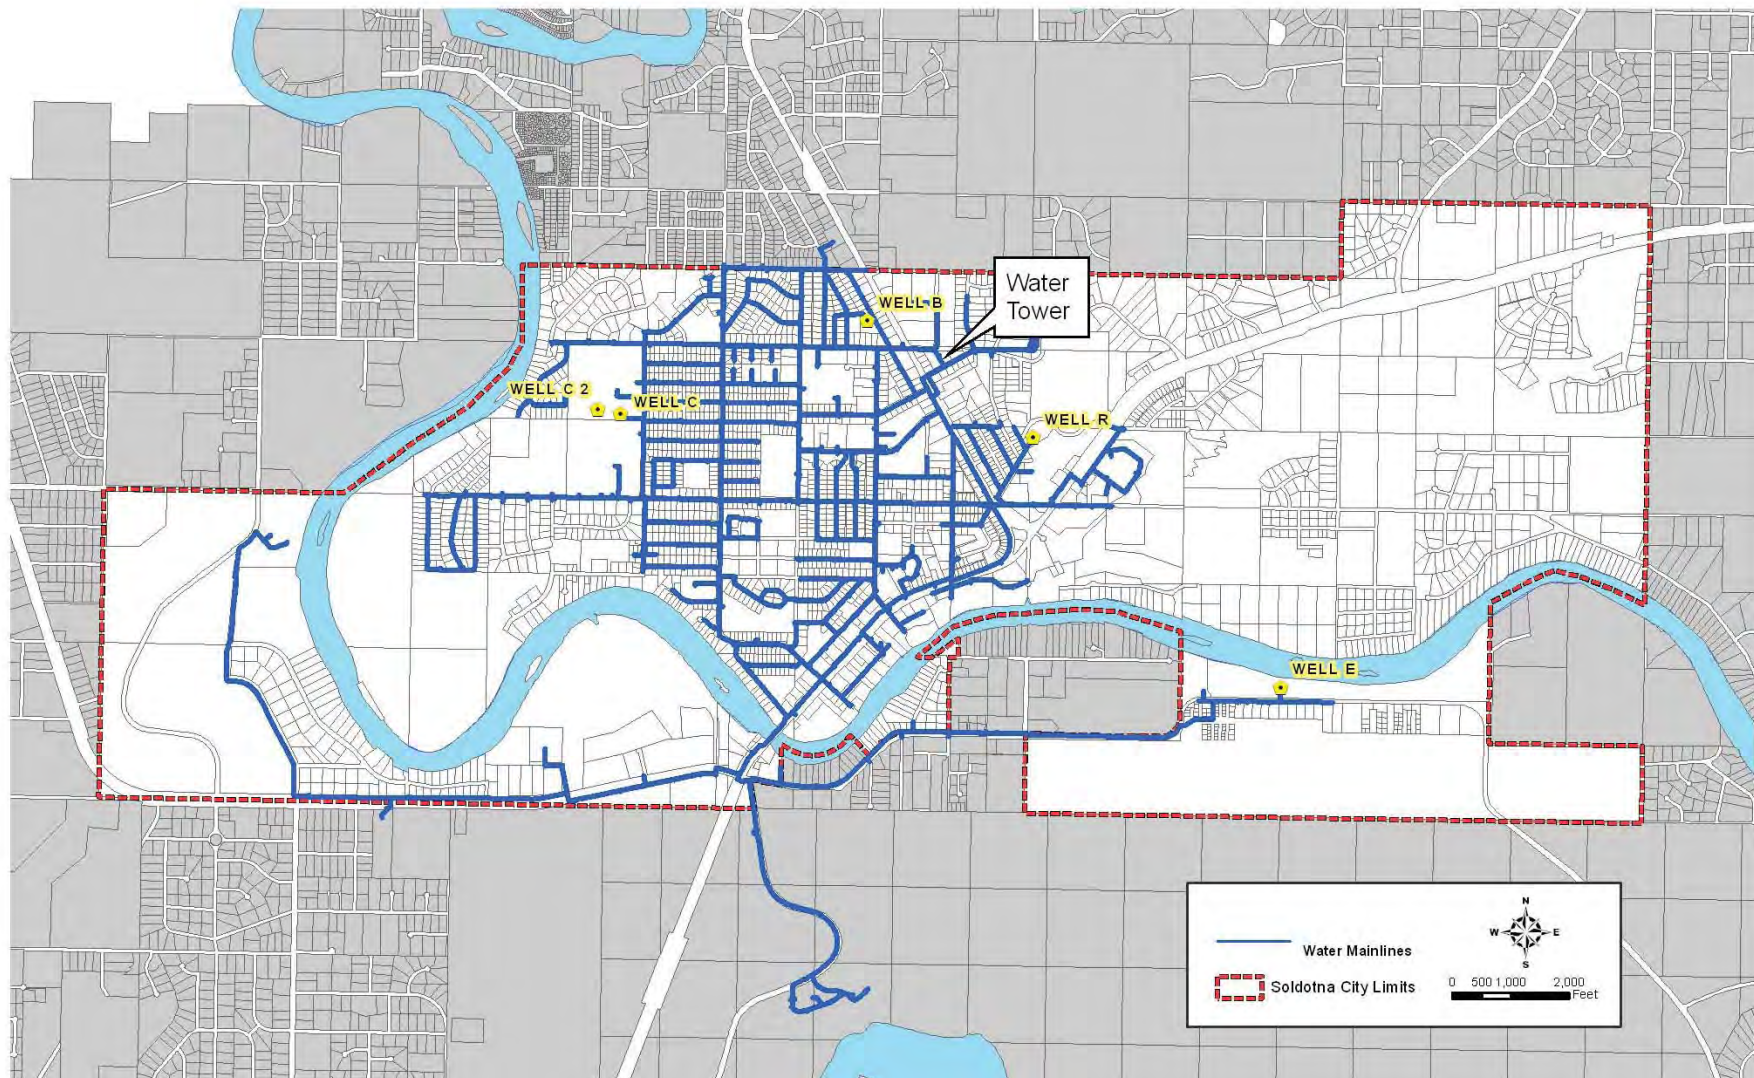 Water
Tower
WELL B
WELL C 2
WELL C
WELL R
WELL E
N
W E
S
Water Mainlines
Soldotna City Limits
0 500 1,000 2,000
Feet